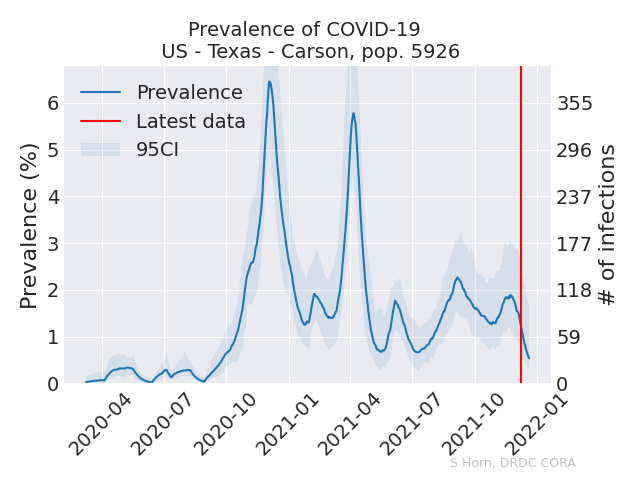 Prevalence of COVID-19
US - Texas - Carson, pop. 5926
Prevalence (%)
6
5
4
3
2
1
0
Prevalence
Latest data
95CI
355
296
237
177
118
59
0
# of infections
2020-04
2020-07
2020-10
2021-01
2021-04
2021-07
2021-10
2022-01
S Horn, DRDC CORA